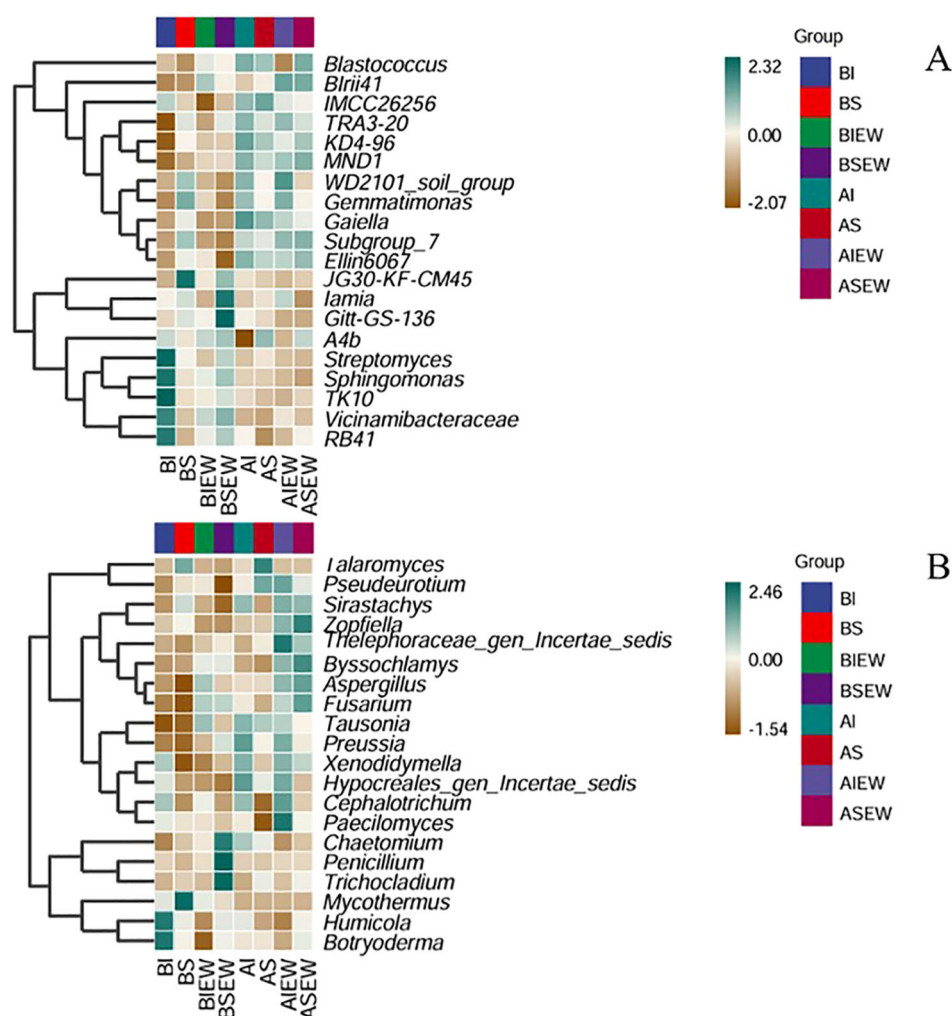 A
Group
2.32
0.00
-2.07
BI
BS
BIEW
BSEW
AI
AS
AIEW
ASEW
Blastococcus
Blrii41
IMCC26256
TRA3-20
KD4-96
MND1
WD2101_soil_group
Gemmatimonas
Gaiella
Subgroup_7
Ellin6067
JG30-KF-CM45
Iamia
Gitt-GS-136
A4b
Streptomyces
Sphingomonas
TK10
Vicinamibacteraceae
RB41
BI
BS
BIEW
BSEW
AI
AS
AIEW
ASEW
B
Group
2.46
0.00
-1.54
BI
BS
BIEW
BSEW
AI
AS
AIEW
ASEW
Talaromyces
Pseudeurotium
Sirastachys
Zopfiella
Thelephoraceae_gen_Incertae_sedis
Byssochlamys
Aspergillus
Fusarium
Tausonia
Preussia
Xenodidymella
Hypocreales_gen_Incertae_sedis
Cephalotrichum
Paecilomyces
Chaetomium
Penicillium
Trichocladium
Mycothermus
Humicola
Botryoderma
BI
BS
BIEW
BSEW
AI
AS
AIEW
ASEW